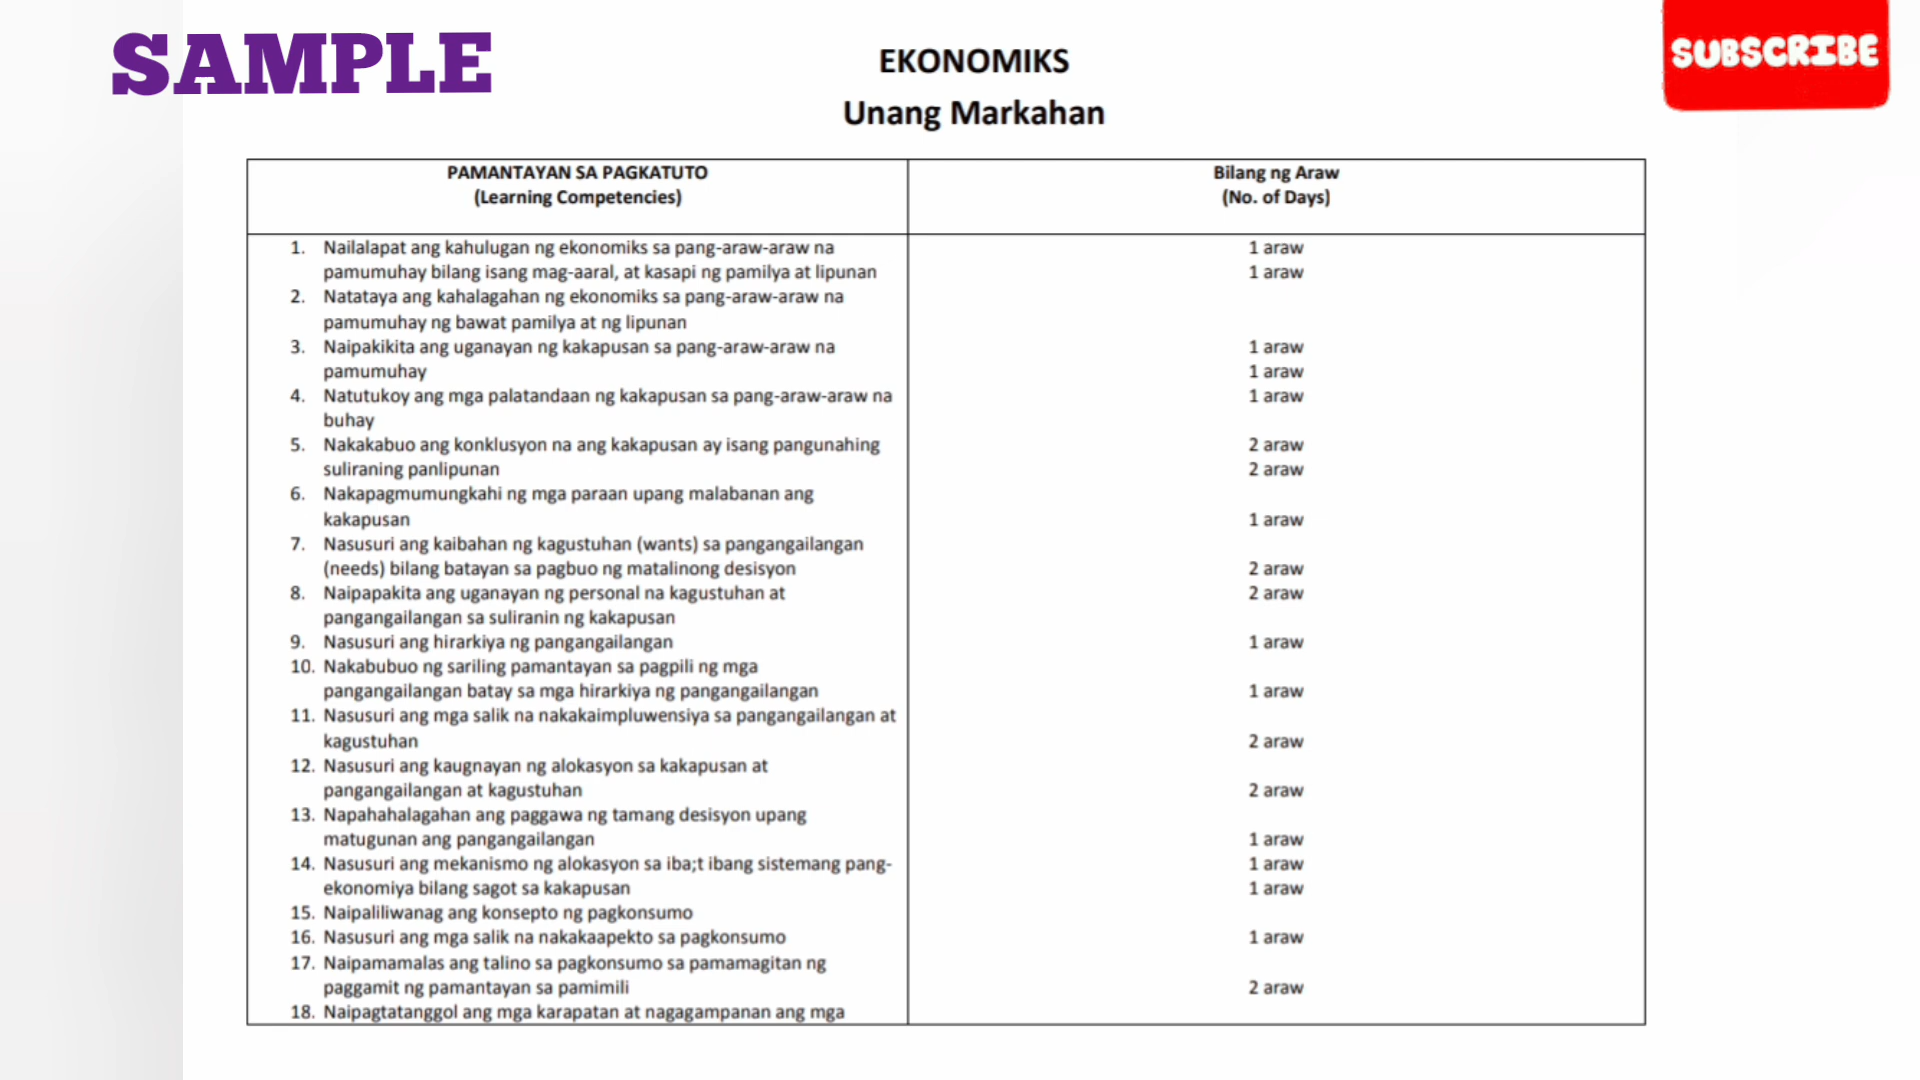 SAMPLE
SUBSCRIBE
EKONOMIKS
Unang Markahan
PAMANTAYAN SA PAGKATUTO
(Learning Competencies)
Bilang ng Araw
(No. of Days)
1. Nailalapat ang kahulugan ng ekonomiks sa pang-araw-araw na
pamumuhay bilang isang mag-aaral, at kasapi ng pamilya at lipunan
2. Natataya ang kahalagahan ng ekonomiks sa pang-araw-araw na
pamumuhay ng bawat pamilya at ng lipunan
3. Naipakikita ang uganayan ng kakapusan sa pang-araw-araw na
pamumuhay
4. Natutukoy ang mga palatandaan ng kakapusan sa pang-araw-araw na
buhay
5. Nakakabuo ang konklusyon na ang kakapusan ay isang pangunahing
suliraning panlipunan
6. Nakapagmumungkahi ng mga paraan upang malabanan ang
kakapusan
7. Nasusuri ang kaibahan ng kagustuhan (wants) sa pangangailangan
(needs) bilang batayan sa pagbuo ng matalinong desisyon
8. Naipapakita ang uganayan ng personal na kagustuhan at
pangangailangan sa suliranin ng kakapusan
9. Nasusuri ang hirarkiya ng pangangailangan
10. Nakabubuo ng sariling pamantayan sa pagpili ng mga
pangangailangan batay sa mga hirarkiya ng pangangailangan
11. Nasusuri ang mga salik na nakakaimpluwensiya sa pangangailangan at
kagustuhan
12. Nasusuri ang kaugnayan ng alokasyon sa kakapusan at
pangangailangan at kagustuhan
13. Napahahalagahan ang paggawa ng tamang desisyon upang
matugunan ang pangangailangan
14. Nasusuri ang mekanismo ng alokasyon sa iba;t ibang sistemang pang-
ekonomiya bilang sagot sa kakapusan
15. Naipaliliwanag ang konsepto ng pagkonsumo
16. Nasusuri ang mga salik na nakakaapekto sa pagkonsumo
17. Naipamamalas ang talino sa pagkonsumo sa pamamagitan ng
paggamit ng pamantayan sa pamimili
18. Naipagtatanggol ang mga karapatan at nagagampanan ang mga
1 araw
1 araw
1 araw
1 araw
1 araw
2 araw
2 araw
1 araw
2 araw
2 araw
1 araw
1 araw
2 araw
2 araw
1 araw
1 araw
1 araw
1 araw
2 araw